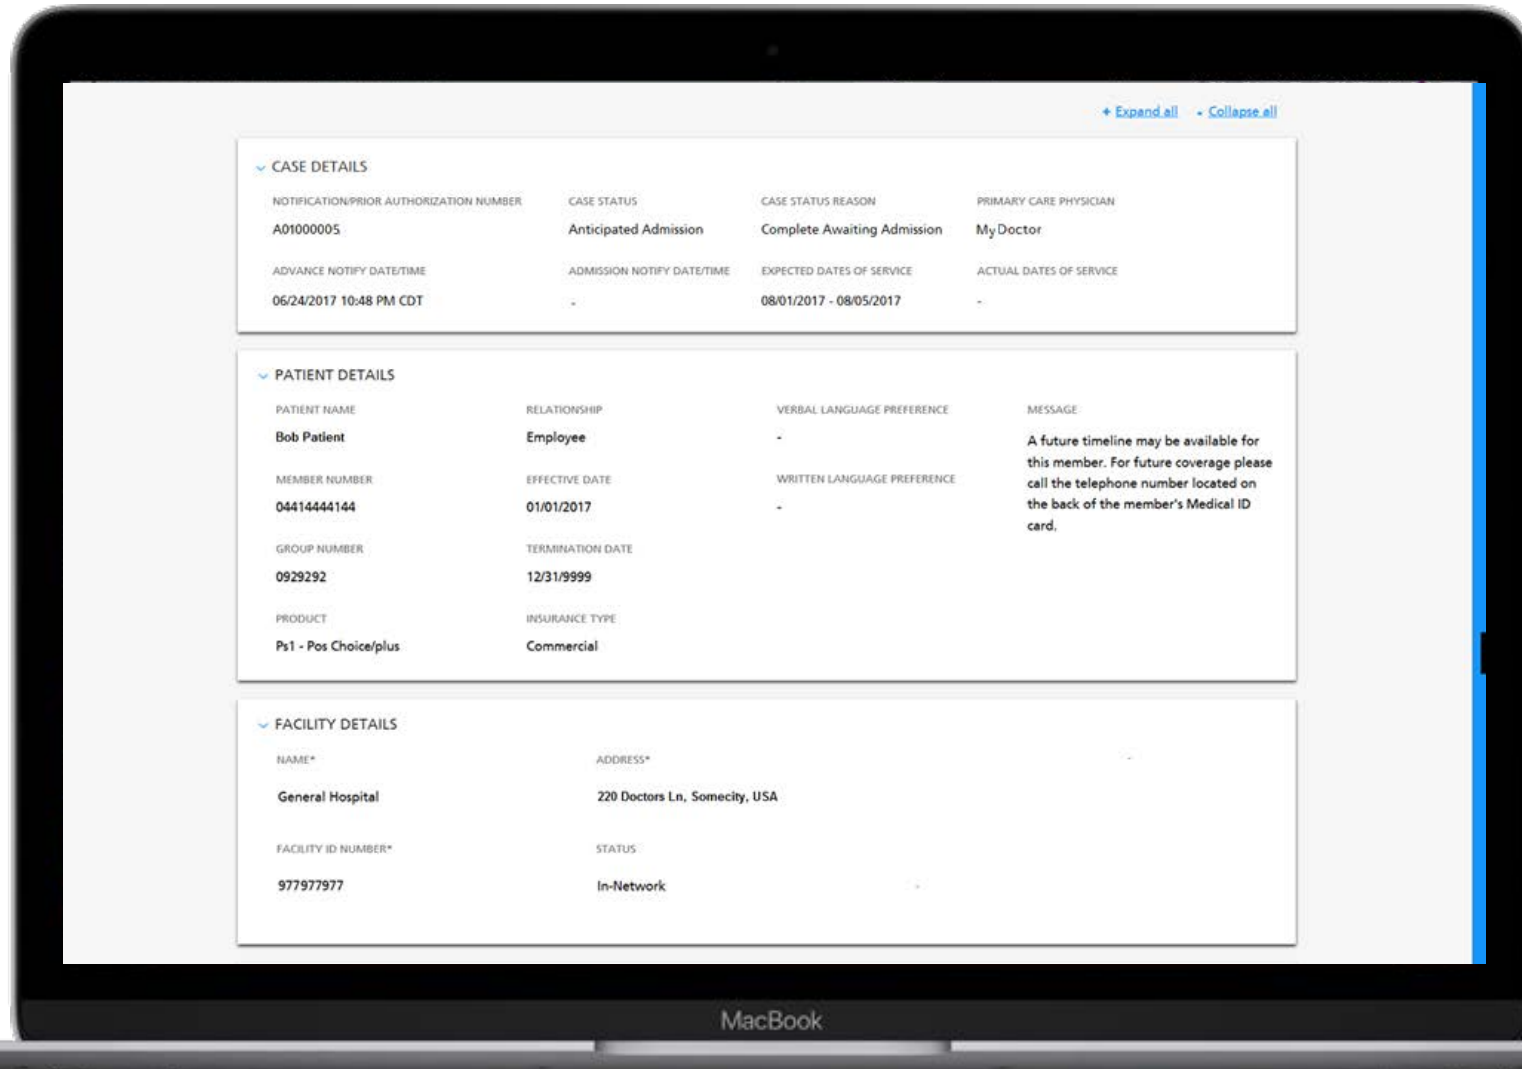 + Expand all - Collapse all
CASE DETAILS
NOTIFICATION/PRIOR AUTHORIZATION NUMBER CASE STATUS CASE STATUS REASON PRIMARY CARE PHYSICIAN
A01000005 Anticipated Admission Complete Awaiting Admission My Doctor
ADVANCE NOTIFY DATE/TIME ADMISSION NOTIFY DATE/TIME EXPECTED DATES OF SERVICE ACTUAL DATES OF SERVICE
06/24/2017 10:48 PM CDT - 08/01/2017 - 08/05/2017 -
PATIENT DETAILS
PATIENT NAME RELATIONSHIP VERBAL LANGUAGE PREFERENCE MESSAGE
Bob Patient Employee - A future timeline may be available for
this member. For future coverage please
MEMBER NUMBER EFFECTIVE DATE WRITTEN LANGUAGE PREFERENCE call the telephone number located on
04414444144 01/01/2017 - the back of the member's Medical ID
card.
GROUP NUMBER TERMINATION DATE
0929292 12/31/9999
PRODUCT INSURANCE TYPE
Ps1 - Pos Choice/plus Commercial
FACILITY DETAILS
NAME* ADDRESS*
General Hospital 220 Doctors Ln, Somecity, USA
FACILITY ID NUMBER* STATUS
977977977 In-Network
MacBook